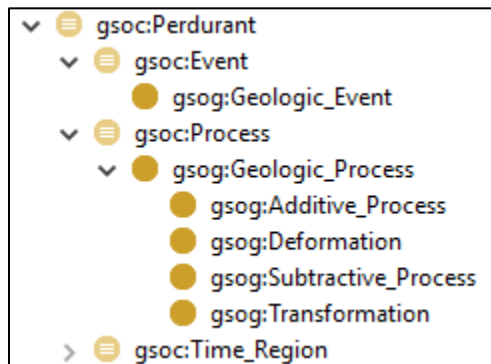 gsoc:Perdurant
gsoc:Event
gsog:Geologic_Event
gsoc:Process
gsog:Geologic_Process
gsog:Additive_Process
gsog:Deformation
gsog:Subtractive_Process
gsog:Transformation
gsoc:Time_Region